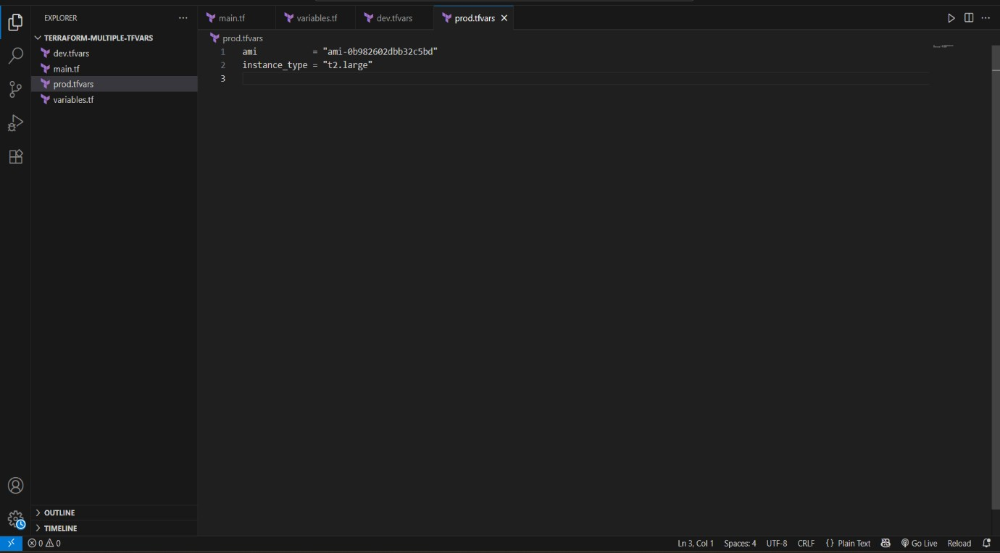 EXPLORER
TERRAFORM-MULTIPLE-TFVARS
dev.tfvars
main.tf
prod.tfvars
variables.tf
OUTLINE
TIMELINE
main.tf variables.tf dev.tfvars prod.tfvars
prod.tfvars
1 ami = "ami-0b982602dbb32c5bd"
2 instance_type = "t2.large"
3
0 0 Ln 3, Col 1 Spaces: 4 UTF-8 CRLF {} Plain Text Go Live Reload